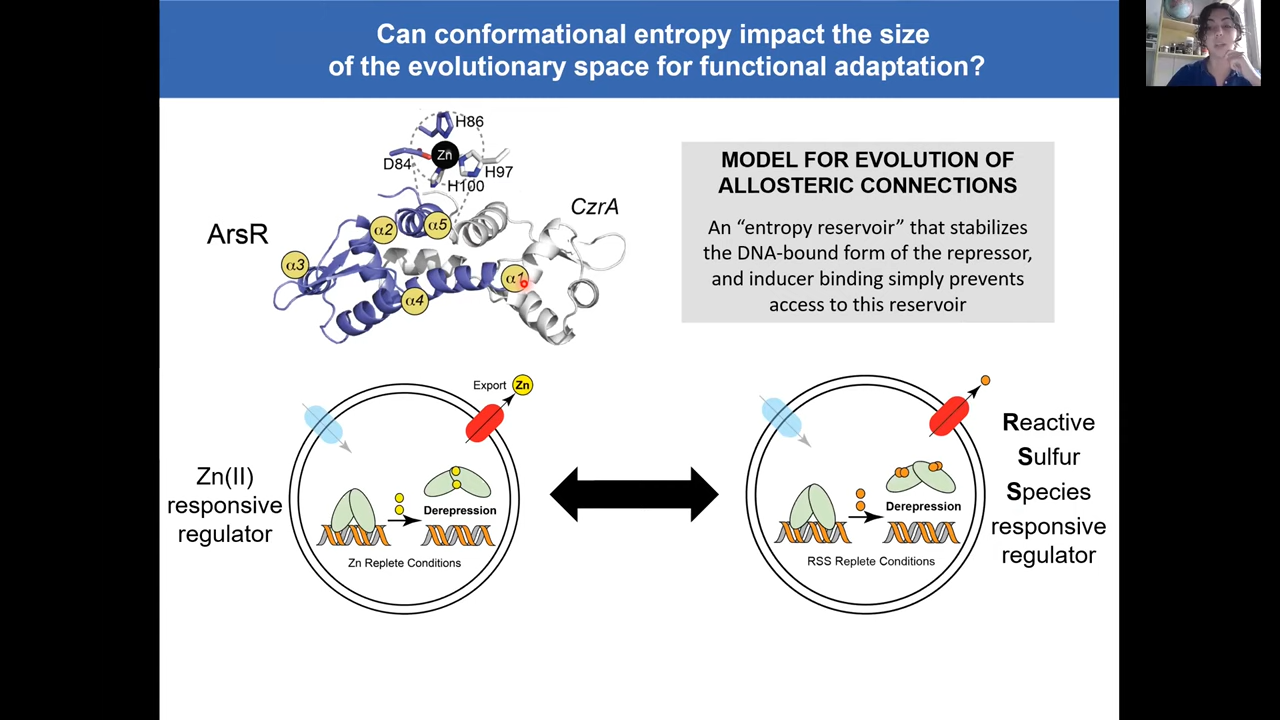 Can conformational entropy impact the size
of the evolutionary space for functional adaptation?
H86
Zn
D84
H97
H100
ArsR
CzrA
α2
α5
α3
α1
α4
MODEL FOR EVOLUTION OF
ALLOSTERIC CONNECTIONS
An “entropy reservoir” that stabilizes
the DNA-bound form of the repressor,
and inducer binding simply prevents
access to this reservoir
Zn(II)
responsive
regulator
Export
Zn
Derepression
Zn Replete Conditions
Derepression
RSS Replete Conditions
Reactive
Sulfur
Species
responsive
regulator